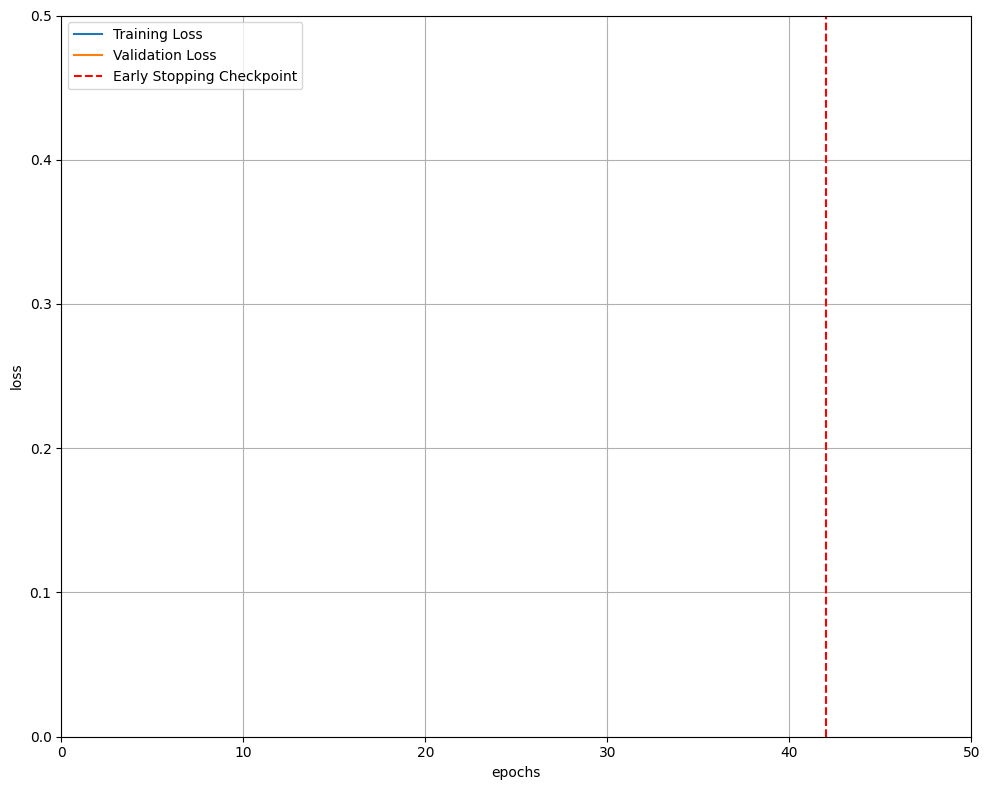 Training Loss
Validation Loss
Early Stopping Checkpoint
0.5
0.4
0.3
0.2
0.1
0.0
loss
0 10 20 30 40 50
epochs